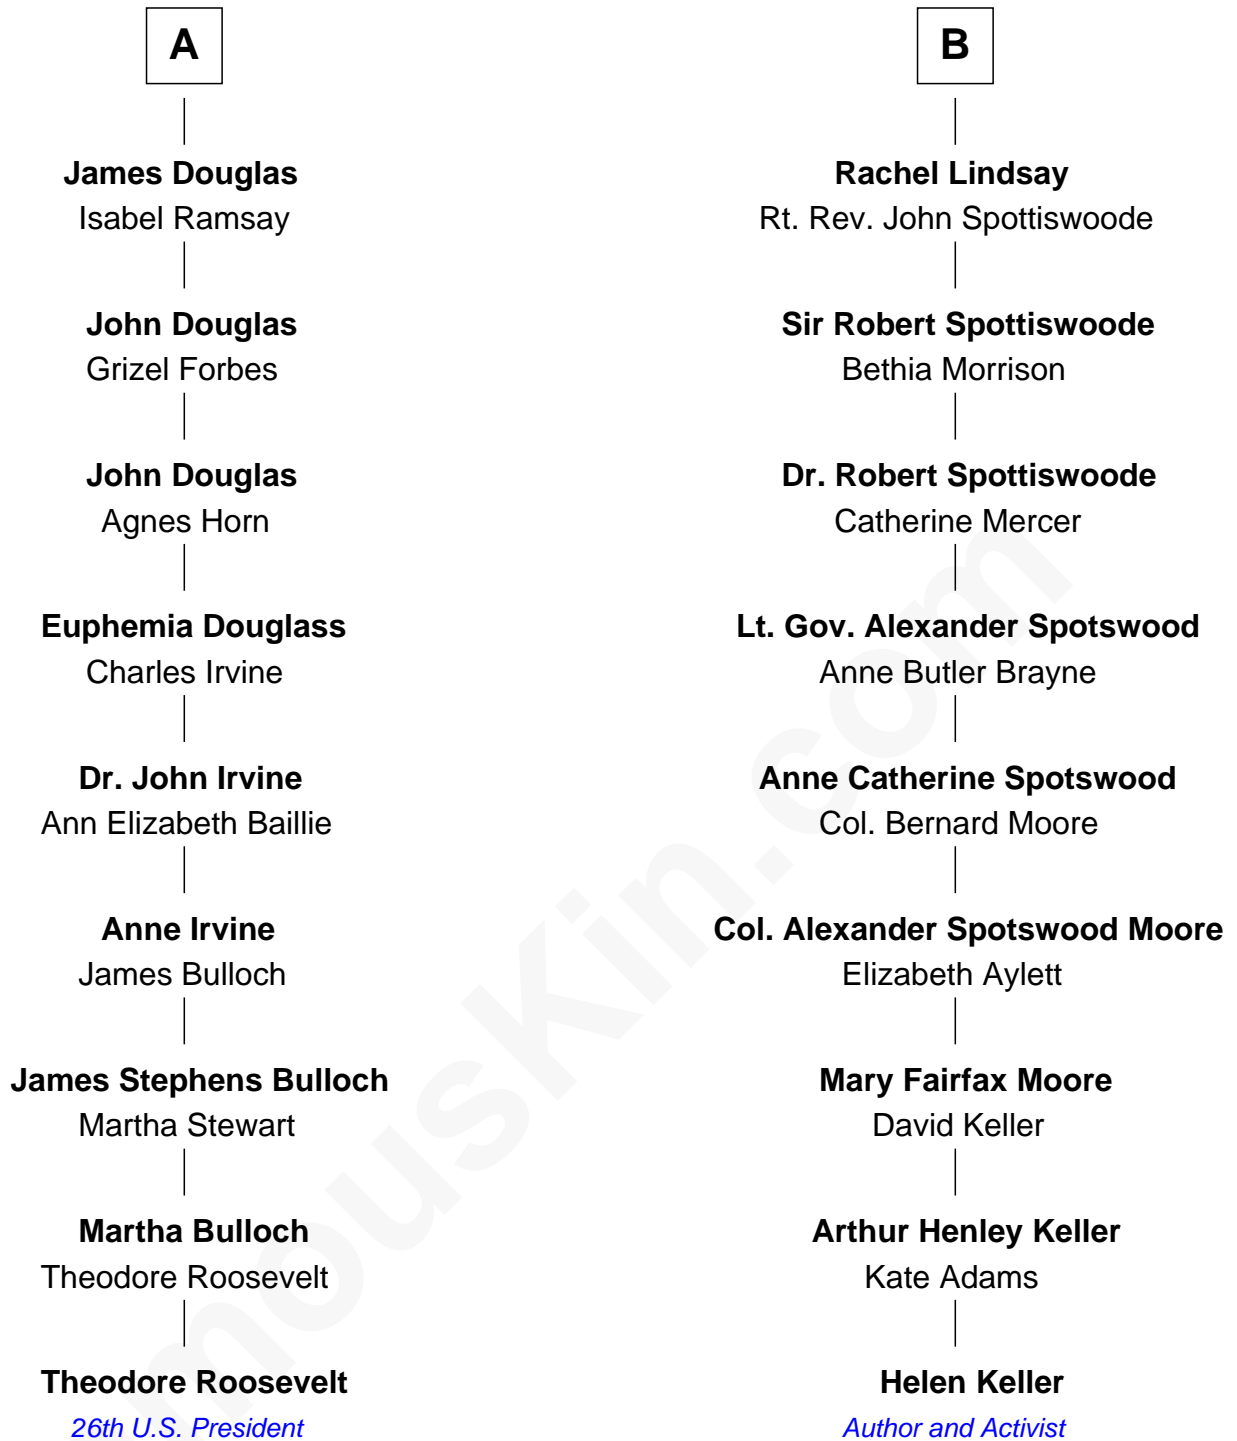 A
James Douglas
Isabel Ramsay
John Douglas
Grizel Forbes
John Douglas
Agnes Horn
Euphemia Douglass
Charles Irvine
Dr. John Irvine
Ann Elizabeth Baillie
Anne Irvine
James Bulloch
James Stephens Bulloch
Martha Stewart
Martha Bulloch
Theodore Roosevelt
Theodore Roosevelt
26th U.S. President
B
Rachel Lindsay
Rt. Rev. John Spottiswoode
Sir Robert Spottiswoode
Bethia Morrison
Dr. Robert Spottiswoode
Catherine Mercer
Lt. Gov. Alexander Spotswood
Anne Butler Brayne
Anne Catherine Spotswood
Col. Bernard Moore
Col. Alexander Spotswood Moore
Elizabeth Aylett
Mary Fairfax Moore
David Keller
Arthur Henley Keller
Kate Adams
Helen Keller
Author and Activist
mousKin.com